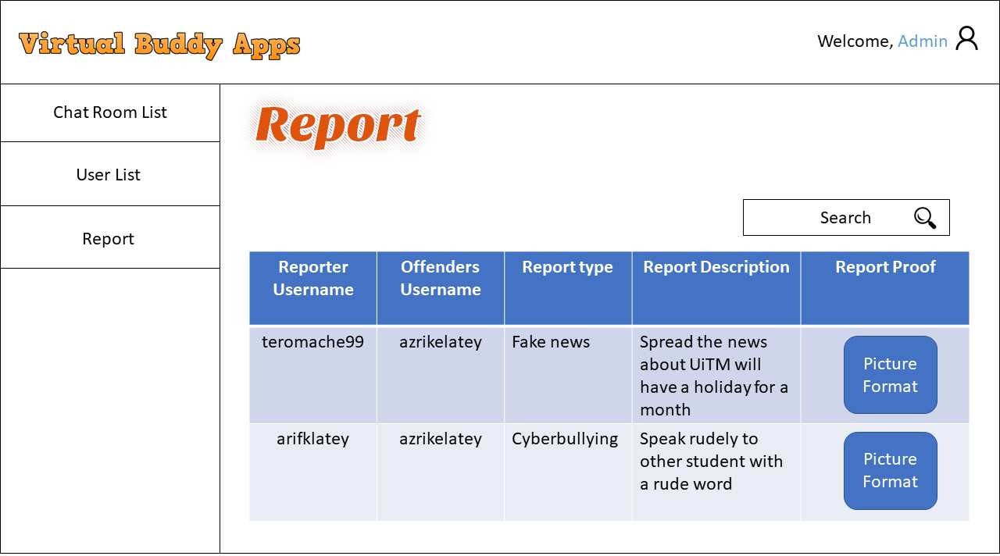 Virtual Buddy Apps
Welcome, Admin
Chat Room List
User List
Report
Report
Search
Reporter
Username
Offenders
Username
Report type
Report Description
Report Proof
teromache99
azrikelatey
Fake news
Spread the news
about UiTM will
have a holiday for a
month
Picture
Format
arifklatey
azrikelatey
Cyberbullying
Speak rudely to
other student with
a rude word
Picture
Format